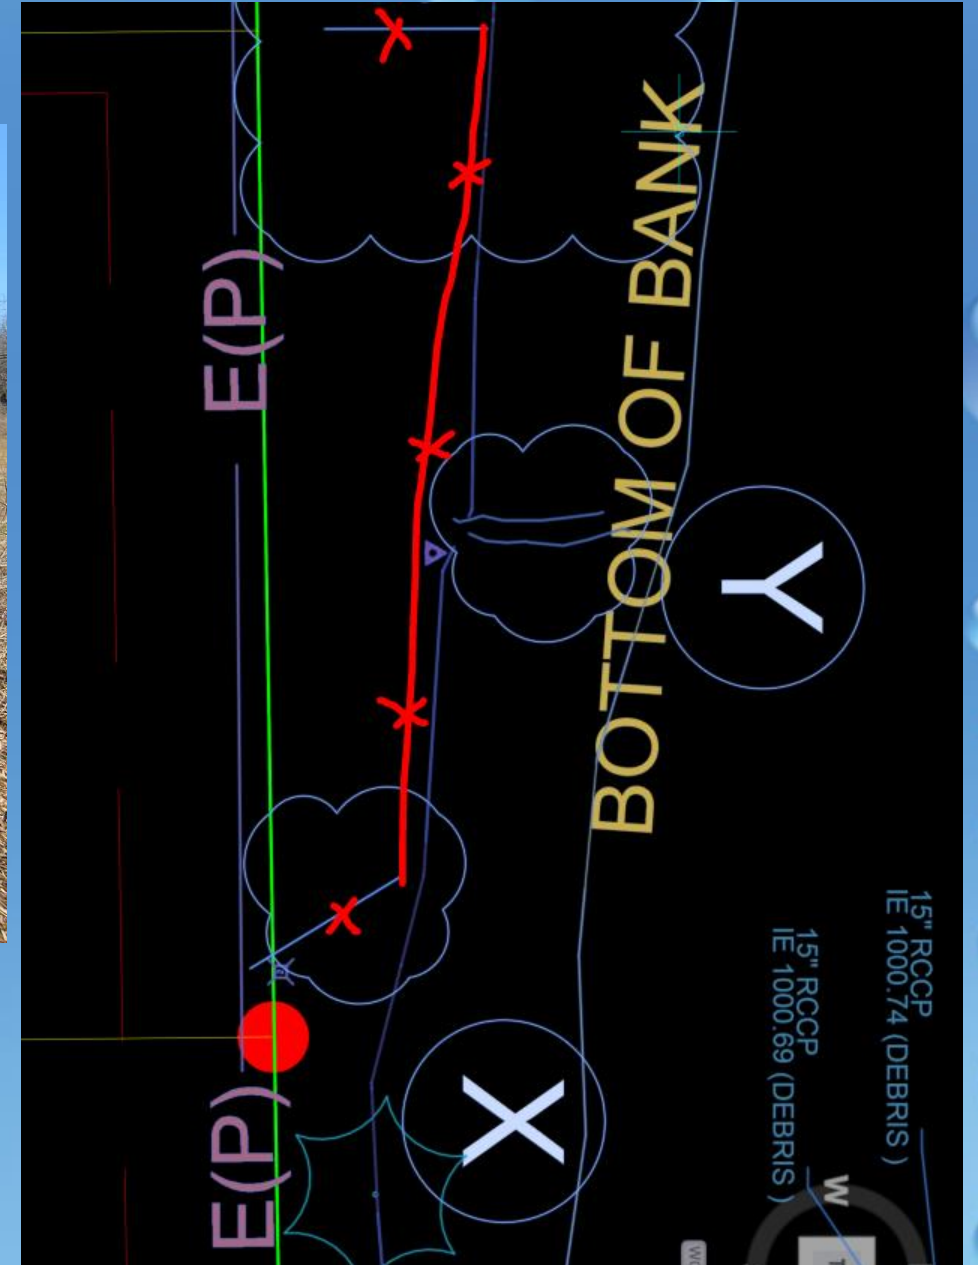 E(P)
BOTTOM OF BANK
Y
15" RCCP
IE 1000.74 (DEBRIS )
15" RCCP
IE 1000.69 (DEBRIS )
E(P)
X
W